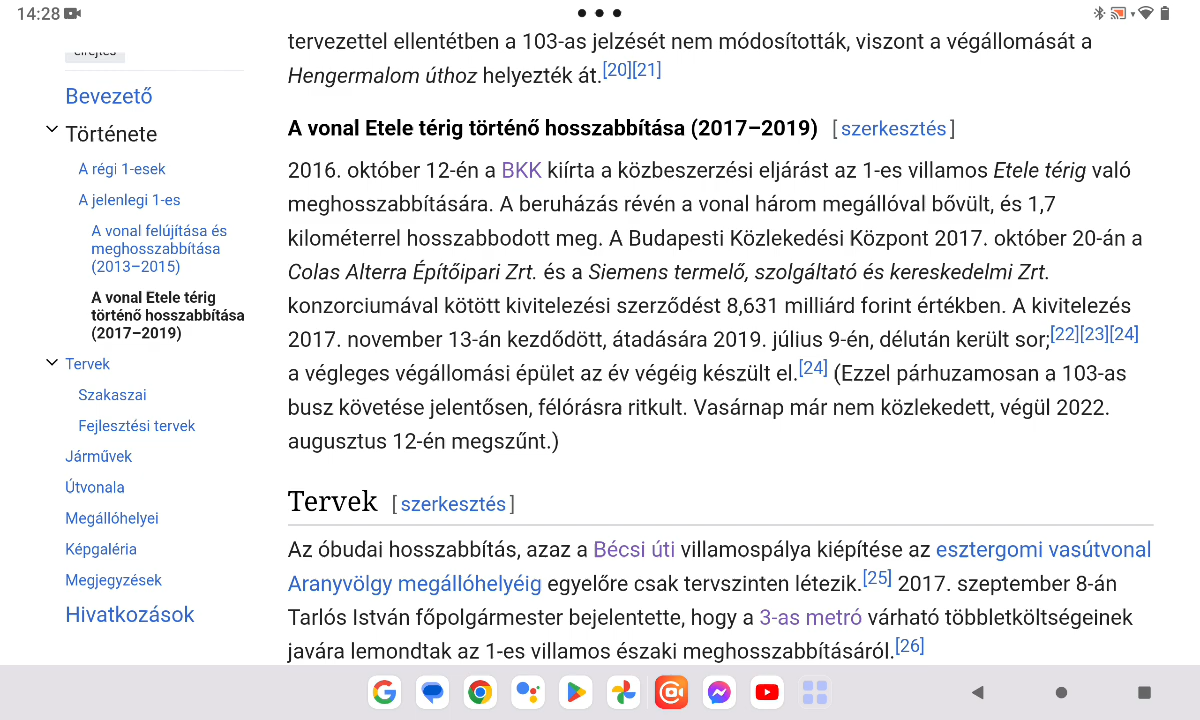 14:28
elrejtés
Bevezető
Története
A régi 1-esek
A jelenlegi 1-es
A vonal felújítása és
meghosszabbítása
(2013–2015)
A vonal Etele térig
történő hosszabbítása
(2017–2019)
Tervek
Szakaszai
Fejlesztési tervek
Járművek
Útvonala
Megállóhelyei
Képgaléria
Megjegyzések
Hivatkozások
tervezettel ellentétben a 103-as jelzését nem módosították, viszont a végállomását a
Hengermalom úthoz helyezték át.[20][21]
A vonal Etele térig történő hosszabbítása (2017–2019) [ szerkesztés ]
2016. október 12-én a BKK kiírta a közbeszerzési eljárást az 1-es villamos Etele térig való
meghosszabbítására. A beruházás révén a vonal három megállóval bővült, és 1,7
kilométerrel hosszabbodott meg. A Budapesti Közlekedési Központ 2017. október 20-án a
Colas Alterra Építőipari Zrt. és a Siemens termelő, szolgáltató és kereskedelmi Zrt.
konzorciumával kötött kivitelezési szerződést 8,631 milliárd forint értékben. A kivitelezés
2017. november 13-án kezdődött, átadására 2019. július 9-én, délután került sor;[22][23][24]
a végleges végállomási épület az év végéig készült el.[24] (Ezzel párhuzamosan a 103-as
busz követése jelentősen, félórásra ritkult. Vasárnap már nem közlekedett, végül 2022.
augusztus 12-én megszűnt.)
Tervek [ szerkesztés ]
Az óbudai hosszabbítás, azaz a Bécsi úti villamospálya kiépítése az esztergomi vasútvonal
Aranyvölgy megállóhelyéig egyelőre csak tervszinten létezik.[25] 2017. szeptember 8-án
Tarlós István főpolgármester bejelentette, hogy a 3-as metró várható többletköltségeinek
javára lemondtak az 1-es villamos északi meghosszabbításáról.[26]